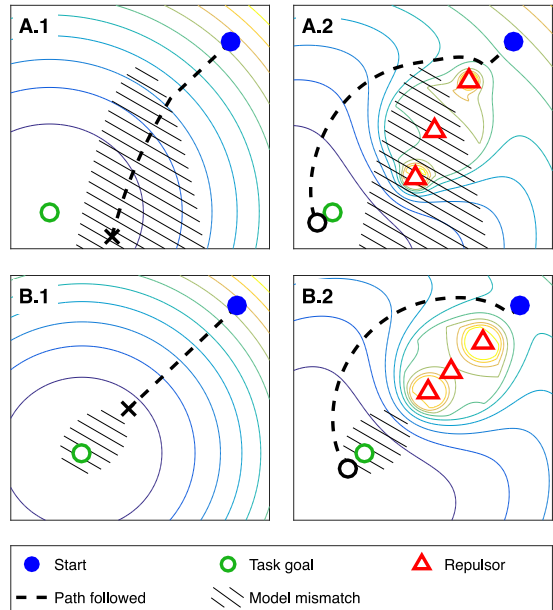 A.1
A.2
B.1
B.2
Start
Task goal
Repulsor
Path followed
Model mismatch